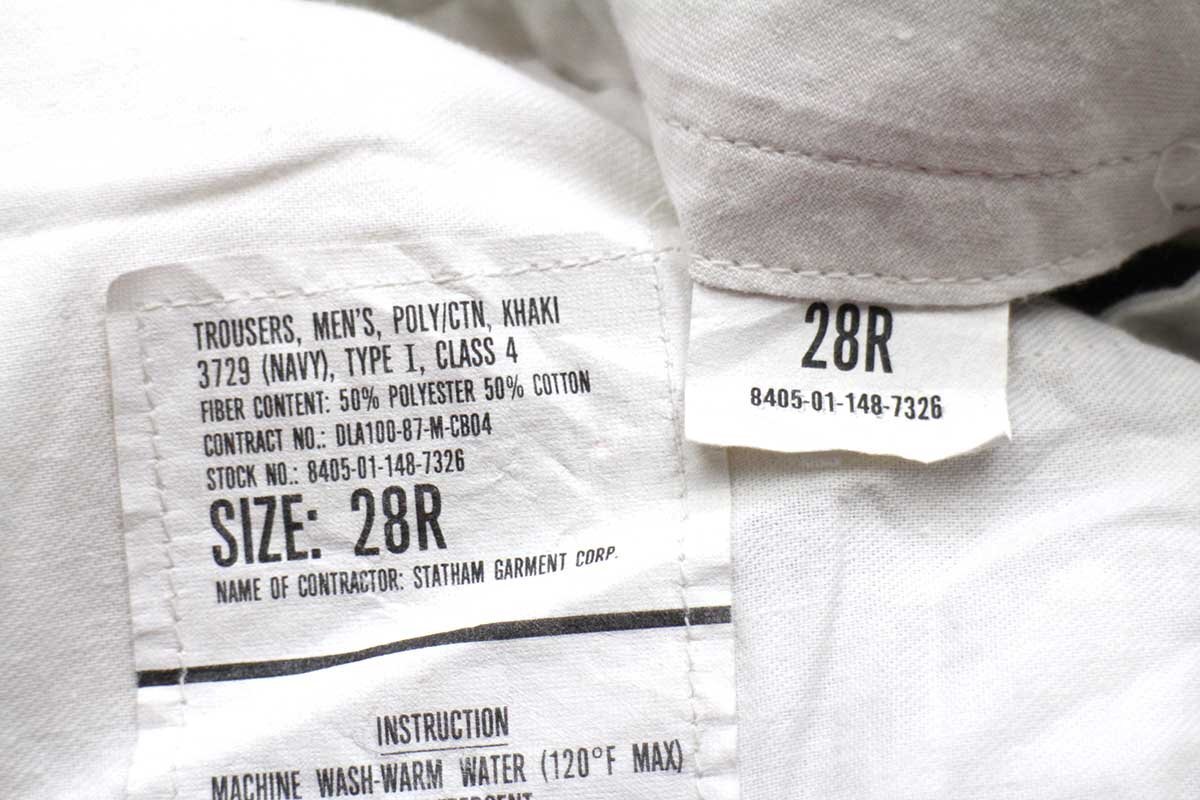 TROUSERS, MEN'S, POLY/CTN, KHAKI
3729 (NAVY), TYPE I, CLASS 4
FIBER CONTENT: 50% POLYESTER 50% COTTON
CONTRACT NO.: DLA100-87-M-CB04
STOCK NO.: 8405-01-148-7326
SIZE: 28R
NAME OF CONTRACTOR: STATHAM GARMENT CORP.
INSTRUCTION
MACHINE WASH-WARM WATER (120°F MAX)
28R
8405-01-148-7326